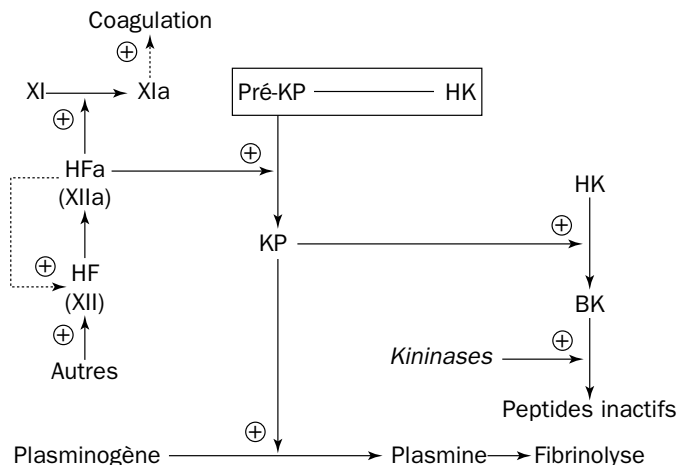 Coagulation
+
XI XIa
Pré-KP HK
+
+
HFa
(XIIa)
HK
+
KP
+
HF
(XII)
BK
+
Kininases
+
Autres
Peptides inactifs
+
Plasminogène Plasmine Fibrinolyse